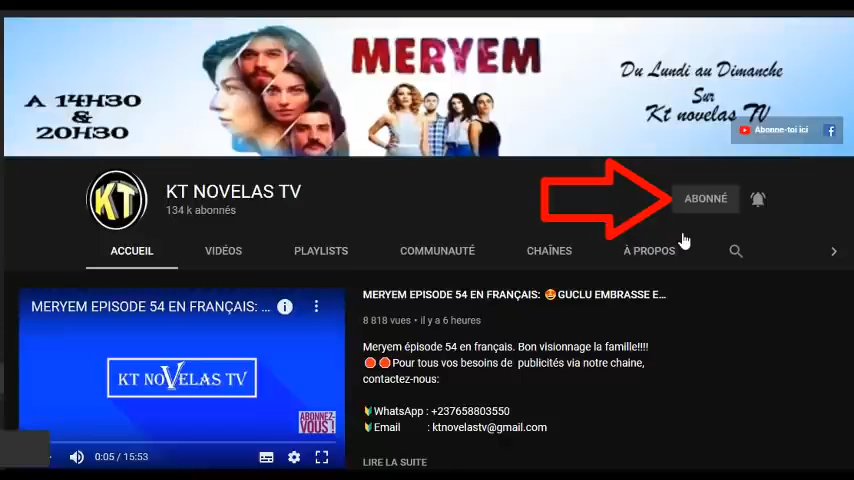 MERYEM
A 14H30
&
20H30
Du Lundi au Dimanche
Sur
Kt novelas TV
Abonne-toi ici
KT
KT NOVELAS TV
134 k abonnés
ABONNÉ
ACCUEIL VIDÉOS PLAYLISTS COMMUNAUTÉ CHAÎNES À PROPOS
MERYEM EPISODE 54 EN FRANÇAIS: ...
KT NOVELAS TV
ABONNEZ-
VOUS !
0:05 / 15:53
MERYEM EPISODE 54 EN FRANÇAIS: 🤩GUCLU EMBRASSE E...
8 818 vues • il y a 6 heures
Meryem épisode 54 en français. Bon visionnage la famille!!!!
🛑 🛑Pour tous vos besoins de publicités via notre chaine,
contactez-nous:
🔰WhatsApp : +237658803550
🔰Email : ktnovelastv@gmail.com
LIRE LA SUITE